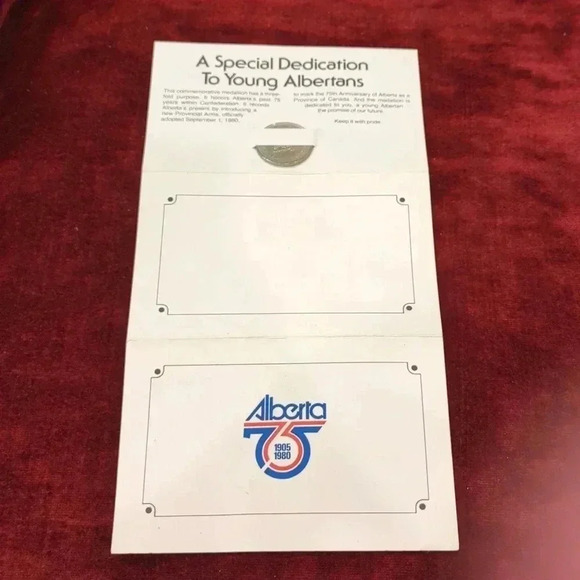 A Special Dedication
To Young Albertans
This commemorative medallion has a three-
fold purpose. It honors Alberta's past 75
years within Confederation. It records
Alberta's present by introducing a
new Provincial Arms, officially
adopted September 1, 1980,
to mark the 75th Anniversary of Alberta as a
Province of Canada. And the medallion is
dedicated to you, a young Albertan:
the promise of our future.
Keep it with pride.
Alberta
75
1905
1980